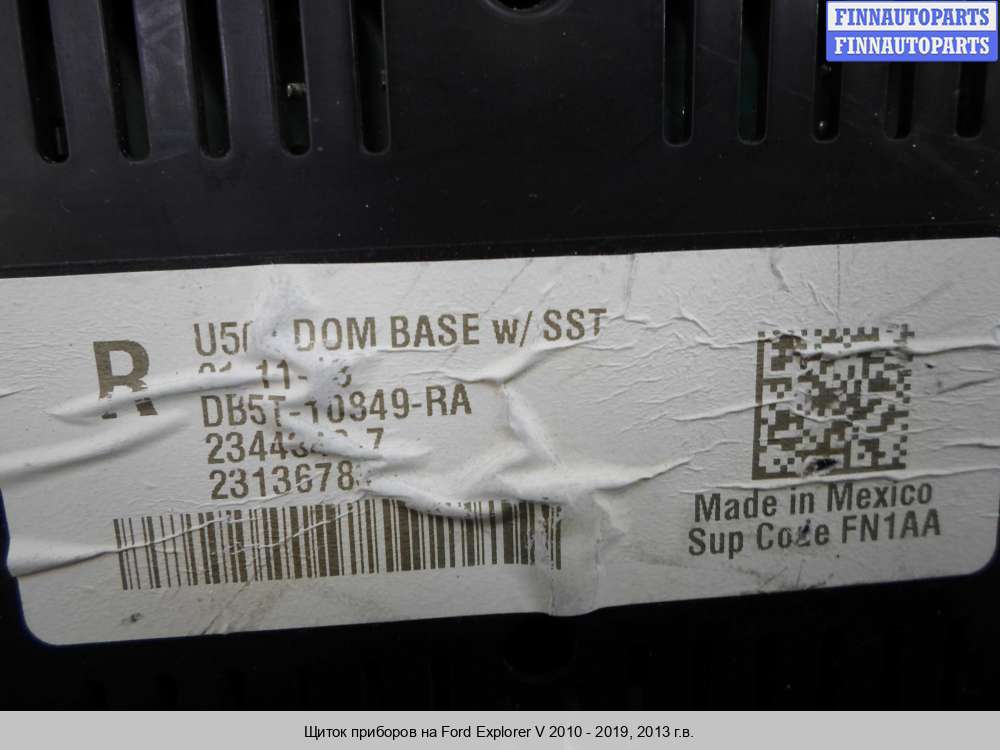 FINNAUTOPARTS
FINNAUTOPARTS
R
DOM BASE w/ SST
DB5T-10849-RA
Made in Mexico
Sup Code FN1AA
Щиток приборов на Ford Explorer V 2010 - 2019, 2013 г.в.